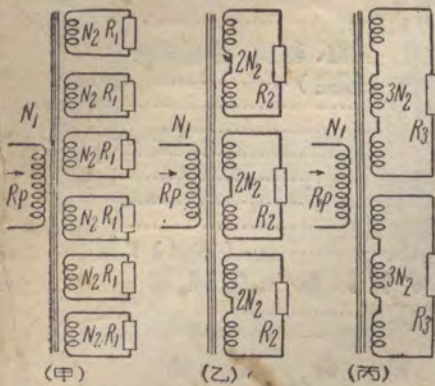 N₁
Rp
N₂ R₁
N₂ R₁
N₂ R₁
N₂ R₁
N₂ R₁
N₂ R₁
(甲)
N₁
Rp
2N₂
R₂
2N₂
R₂
2N₂
R₂
(乙)
N₁
Rp
3N₂
R₃
3N₂
R₃
(丙)